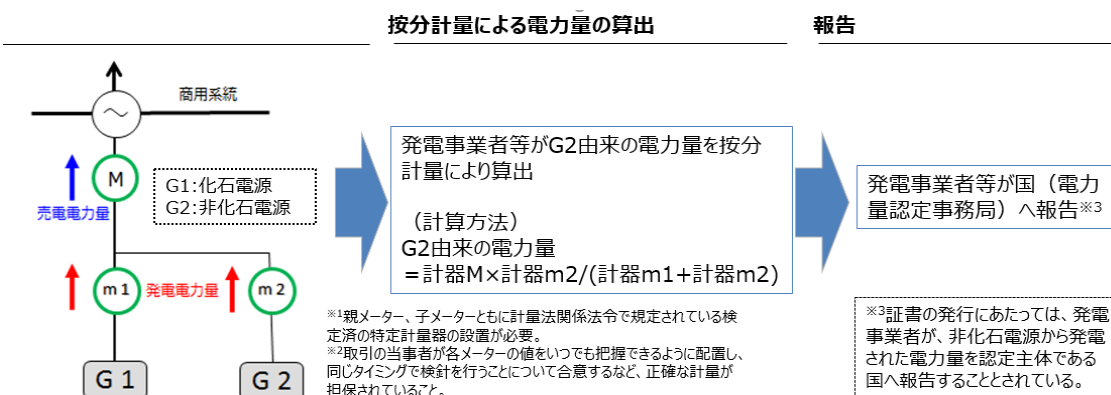 按分計量による電力量の算出
報告
商用系統
M
売電電力量
G1:化石電源
G2:非化石電源
m1
発電電力量
m2
G1
G2
発電事業者等がG2由来の電力量を按分
計量により算出
（計算方法）
G2由来の電力量
＝計器M×計器m2/(計器m1+計器m2)
※1親メーター、子メーターともに計量法関係法令で規定されている検
定済の特定計量器の設置が必要。
※2取引の当事者が各メーターの値をいつでも把握できるように配置し、
同じタイミングで検針を行うことについて合意するなど、正確な計量が
担保されていること。
発電事業者等が国（電力
量認定事務局）へ報告※3
※3証書の発行にあたっては、発電
事業者が、非化石電源から発電
された電力量を認定主体である
国へ報告することとされている。